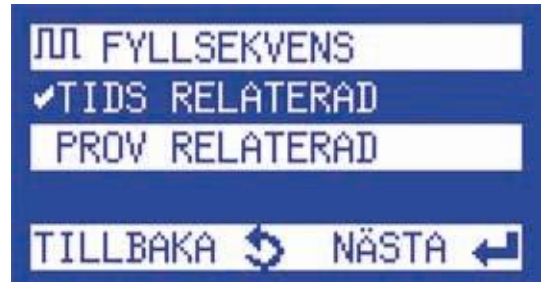 FYLLSEKVENS
TIDS RELATERAD
PROV RELATERAD
TILLBAKA NÄSTA